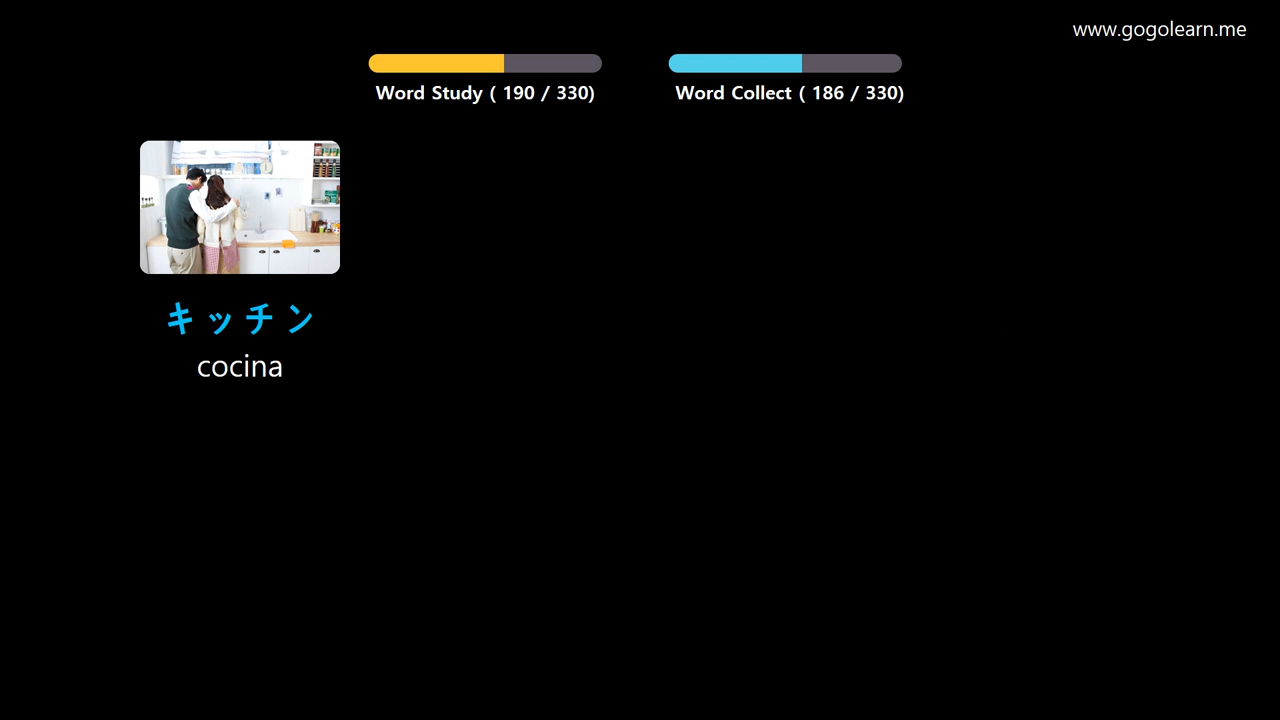 www.gogolearn.me
Word Study ( 190 / 330)
Word Collect ( 186 / 330)
キッチン
cocina